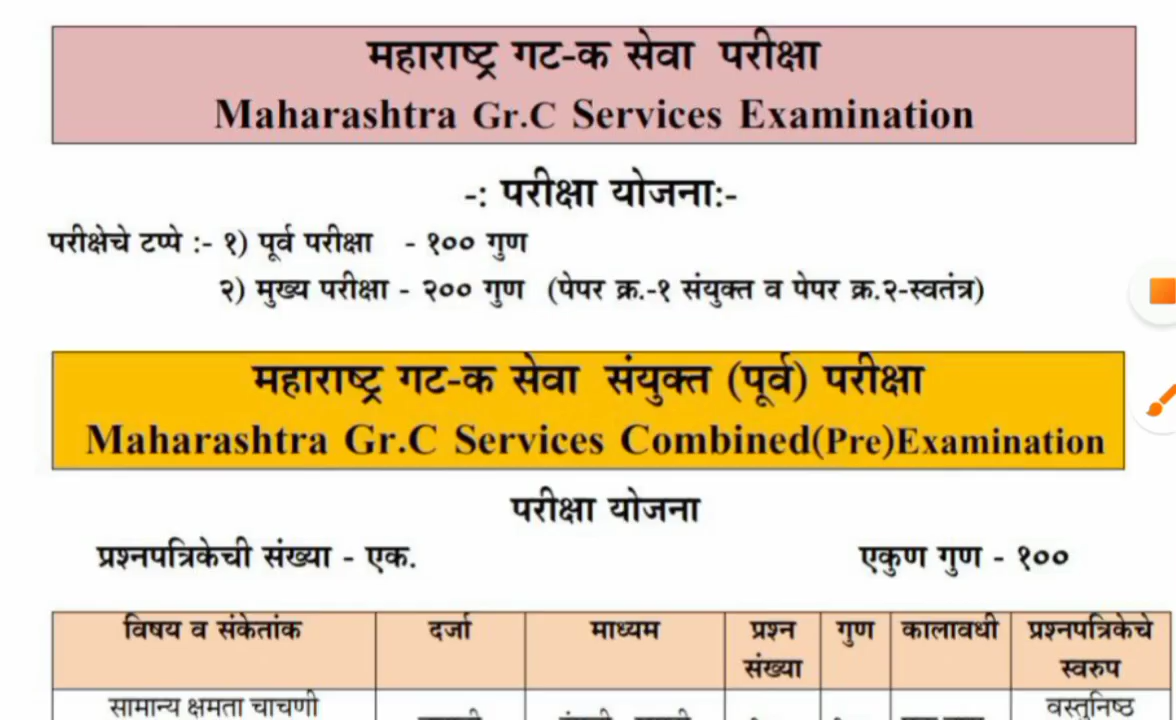 महाराष्ट्र गट-क सेवा परीक्षा
Maharashtra Gr.C Services Examination
-: परीक्षा योजना:-
परीक्षेचे टप्पे :- १) पूर्व परीक्षा - १०० गुण
२) मुख्य परीक्षा - २०० गुण (पेपर क्र.-१ संयुक्त व पेपर क्र.२-स्वतंत्र)
महाराष्ट्र गट-क सेवा संयुक्त (पूर्व) परीक्षा
Maharashtra Gr.C Services Combined(Pre)Examination
परीक्षा योजना
प्रश्नपत्रिकेची संख्या - एक. एकुण गुण - १००
विषय व संकेतांक दर्जा माध्यम प्रश्न संख्या गुण कालावधी प्रश्नपत्रिकेचे स्वरुप
सामान्य क्षमता चाचणी वस्तुनिष्ठ